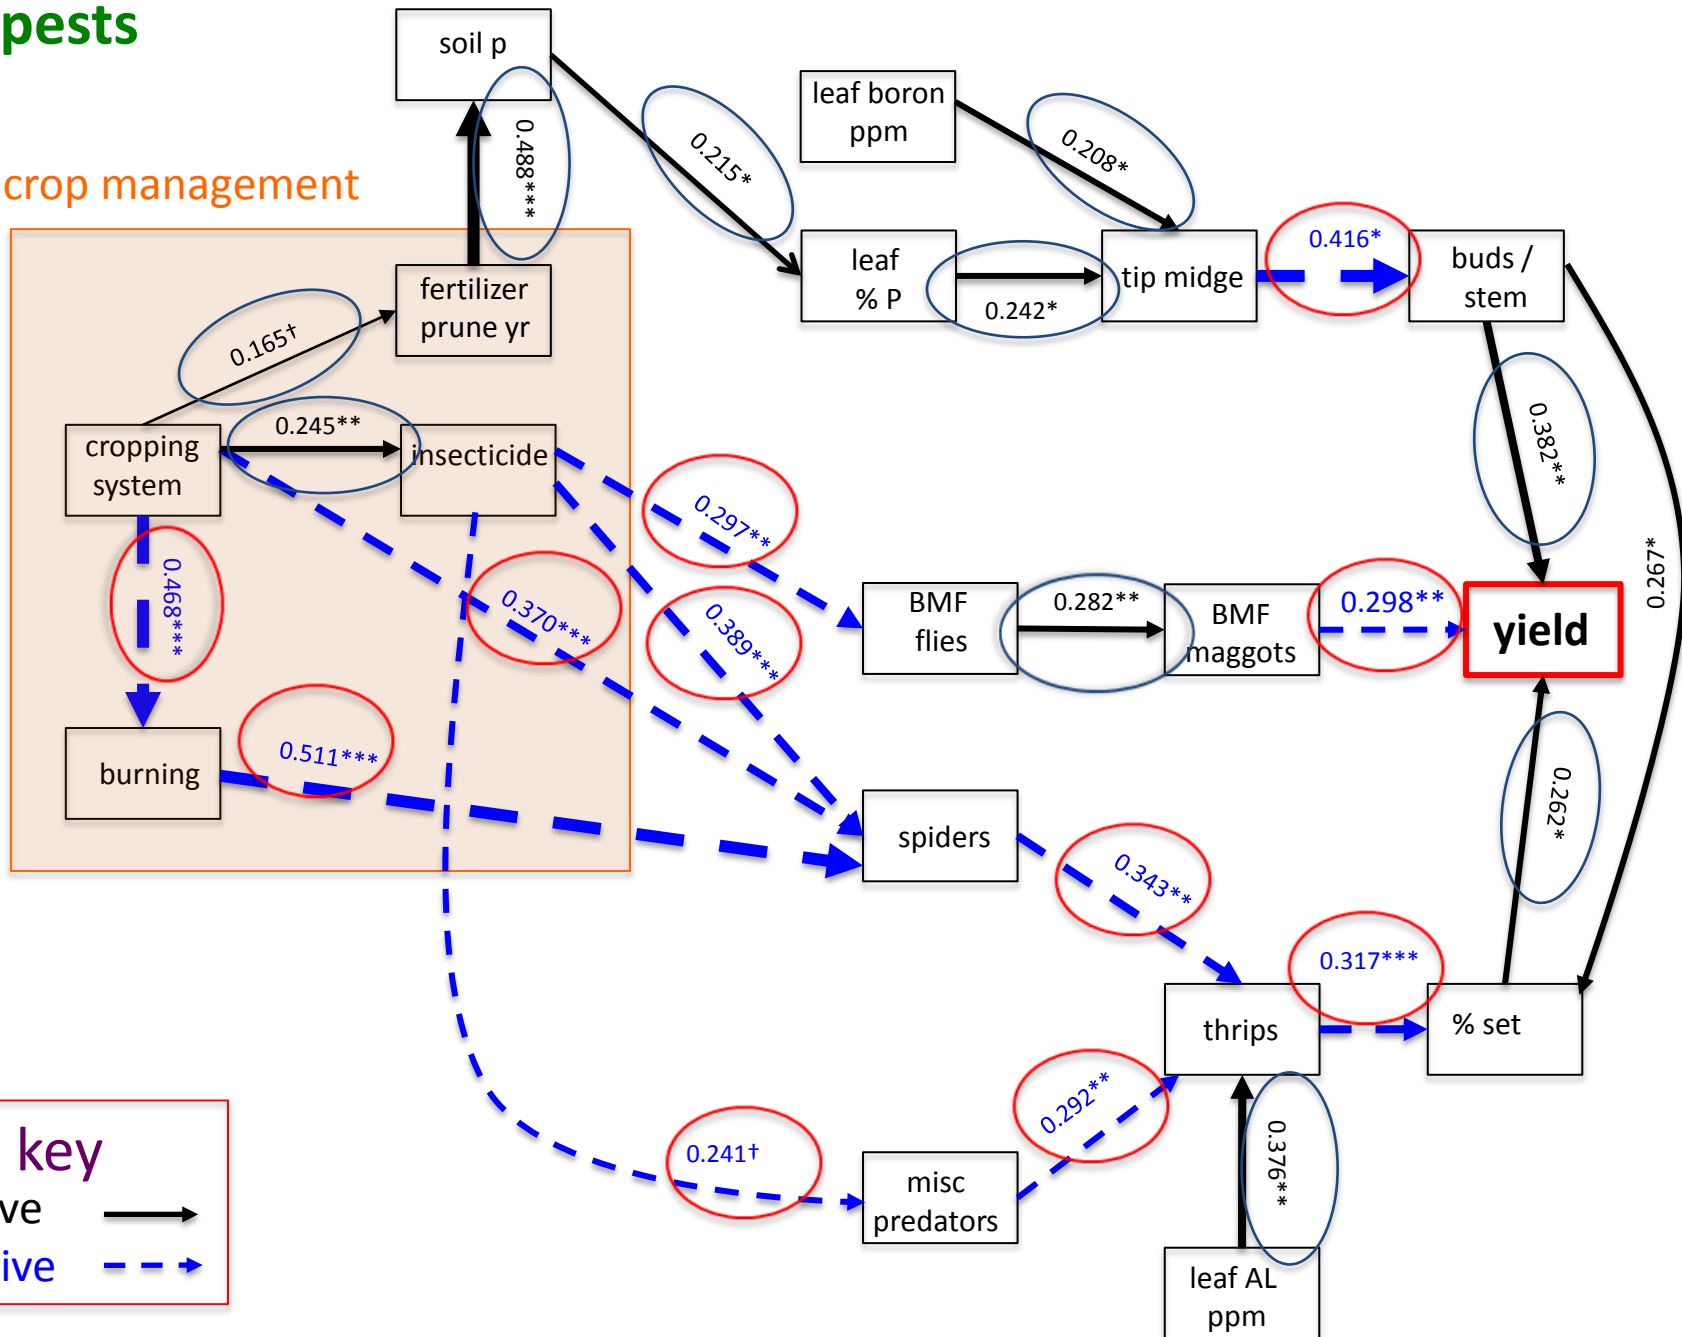 pests
soil p
leaf boron
ppm
0.488***
0.215*
0.208*
crop management
fertilizer
prune yr
leaf
% P
0.242*
tip midge
0.416*
buds /
stem
0.165†
0.245**
cropping
system
insecticide
0.382**
0.267*
0.297**
0.468***
0.370***
0.389***
BMF
flies
0.282**
BMF
maggots
0.298**
yield
burning
0.511***
spiders
0.343**
0.262*
0.317***
thrips
% set
0.292**
0.241†
misc
predators
0.376**
leaf AL
ppm
key
ve
ive